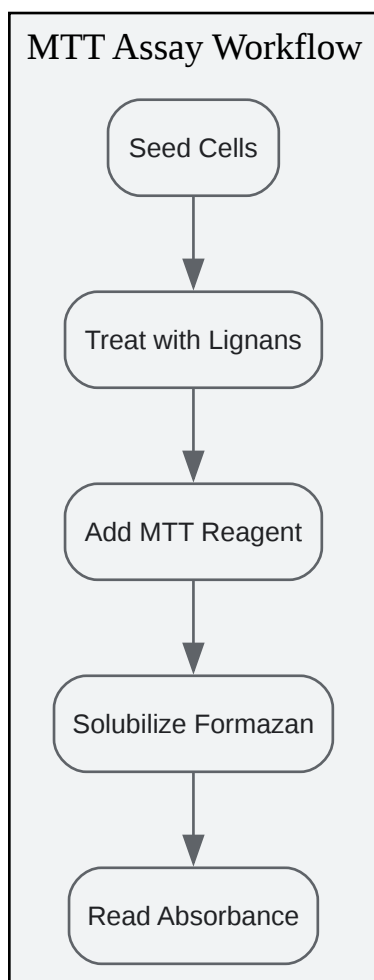 MTT Assay Workflow
Seed Cells
Treat with Lignans
Add MTT Reagent
Solubilize Formazan
Read Absorbance